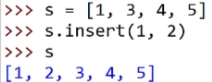 >>> s = [1, 3, 4, 5]
>>> s.insert(1, 2)
>>> s
[1, 2, 3, 4, 5]